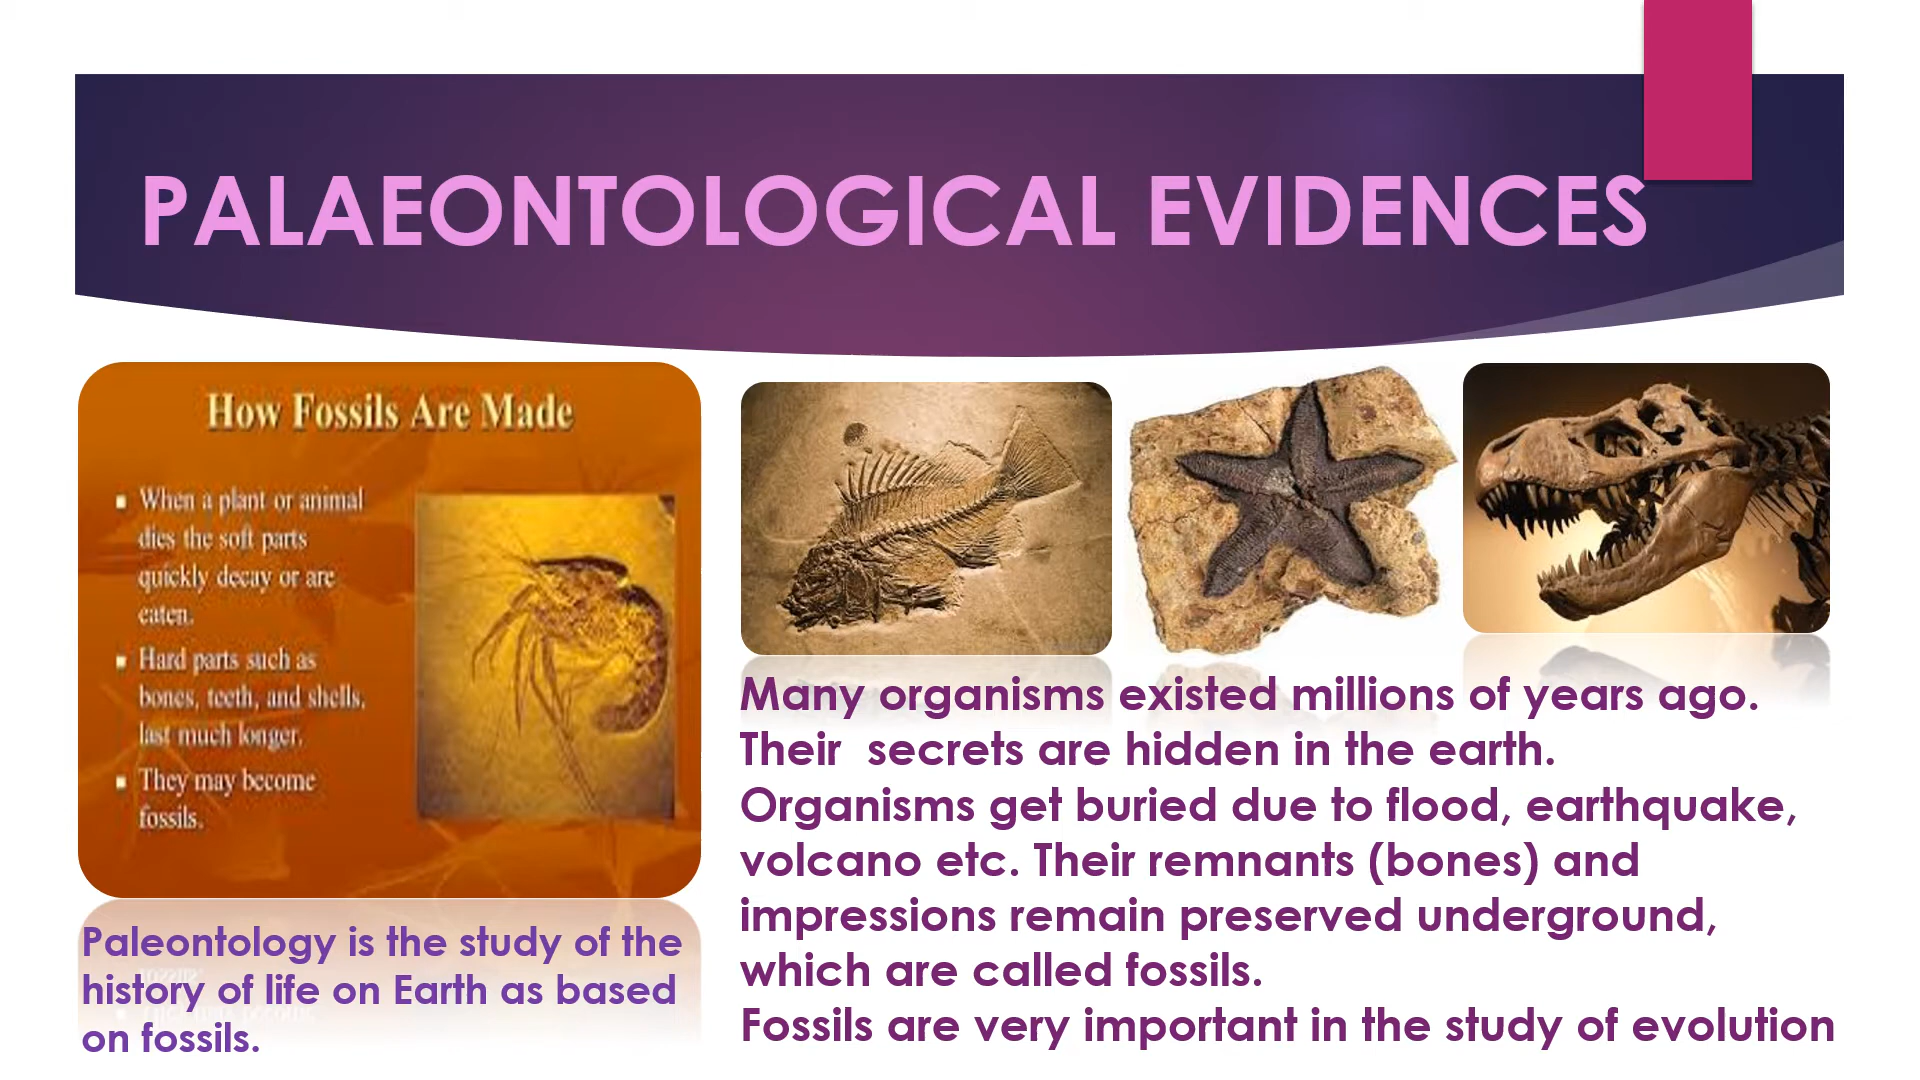 PALAEONTOLOGICAL EVIDENCES
How Fossils Are Made
▪ When a plant or animal
dies the soft parts
quickly decay or are
eaten.
▪ Hard parts such as
bones, teeth, and shells,
last much longer.
▪ They may become
fossils.
Paleontology is the study of the
history of life on Earth as based
on fossils.
Many organisms existed millions of years ago.
Their  secrets are hidden in the earth.
Organisms get buried due to flood, earthquake,
volcano etc. Their remnants (bones) and
impressions remain preserved underground,
which are called fossils.
Fossils are very important in the study of evolution